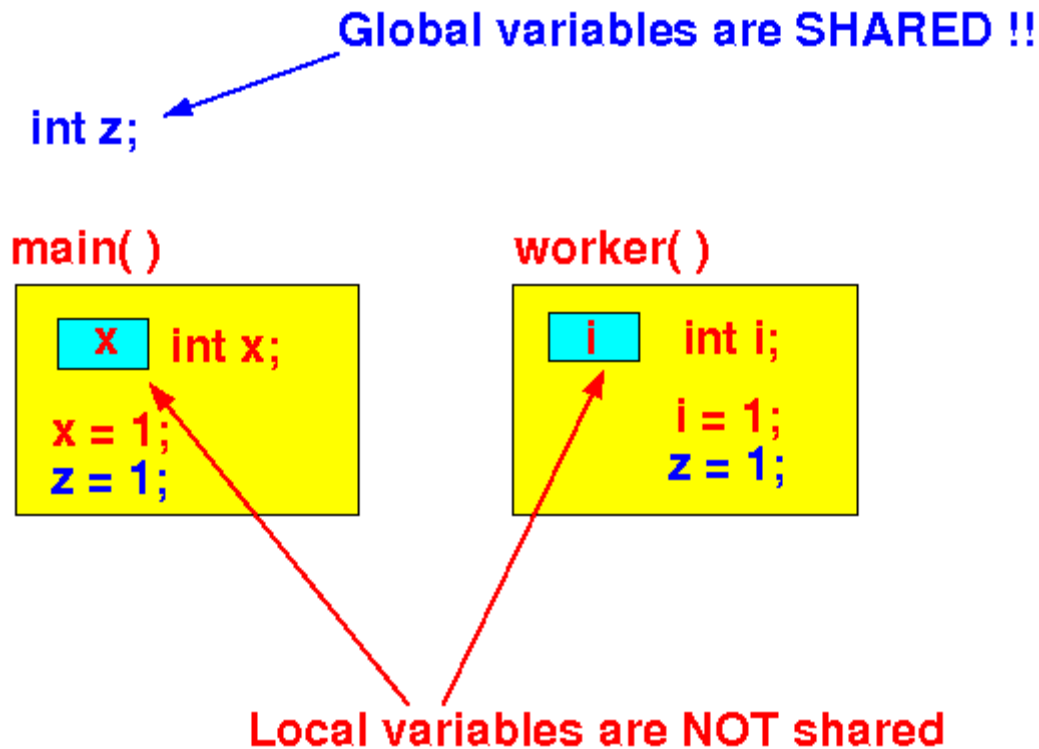 Global variables are SHARED !!
int z;
main( )
x int x;
x = 1;
z = 1;
worker( )
i int i;
i = 1;
z = 1;
Local variables are NOT shared